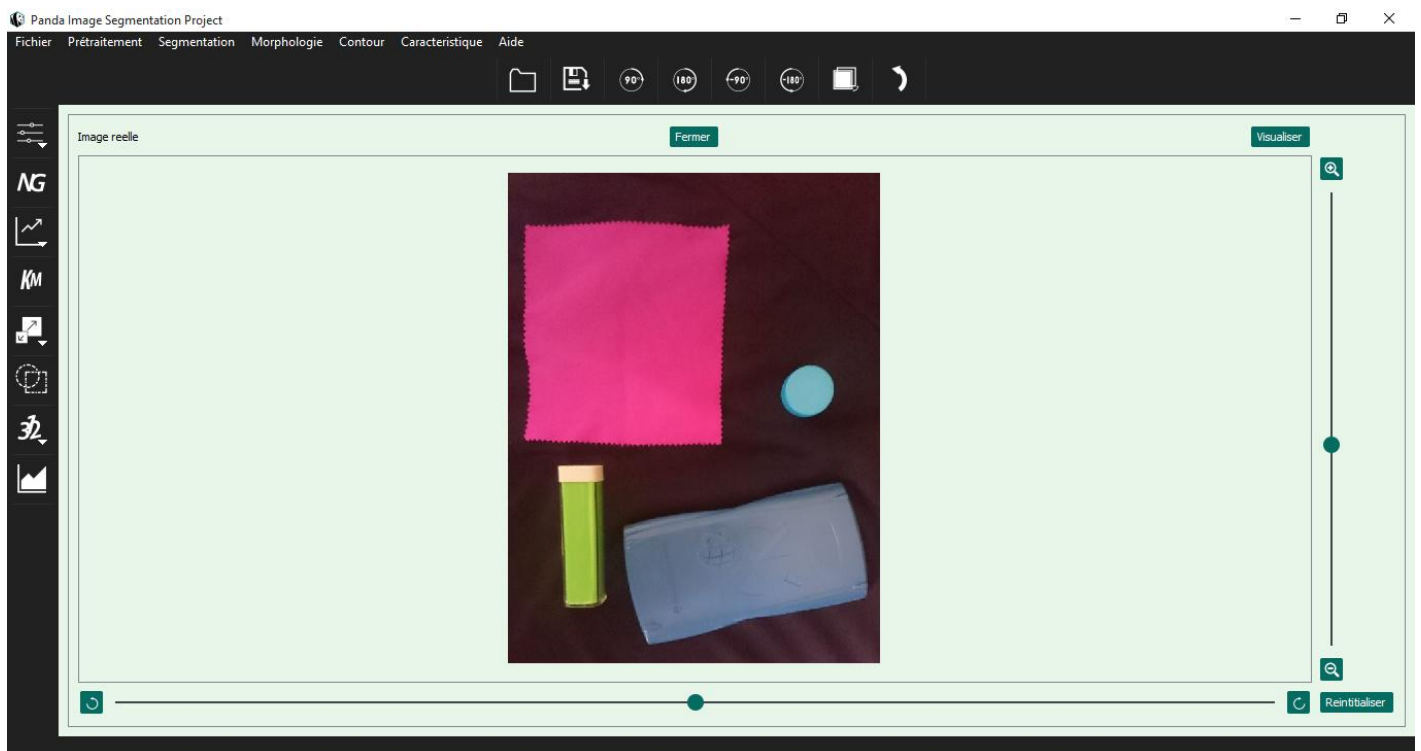 Panda Image Segmentation Project
Fichier Prétraitement Segmentation Morphologie Contour Caracteristique Aide
90° 180° -90° -180°
Image reelle Fermer Visualiser
NG
KM
32
Reintitialiser